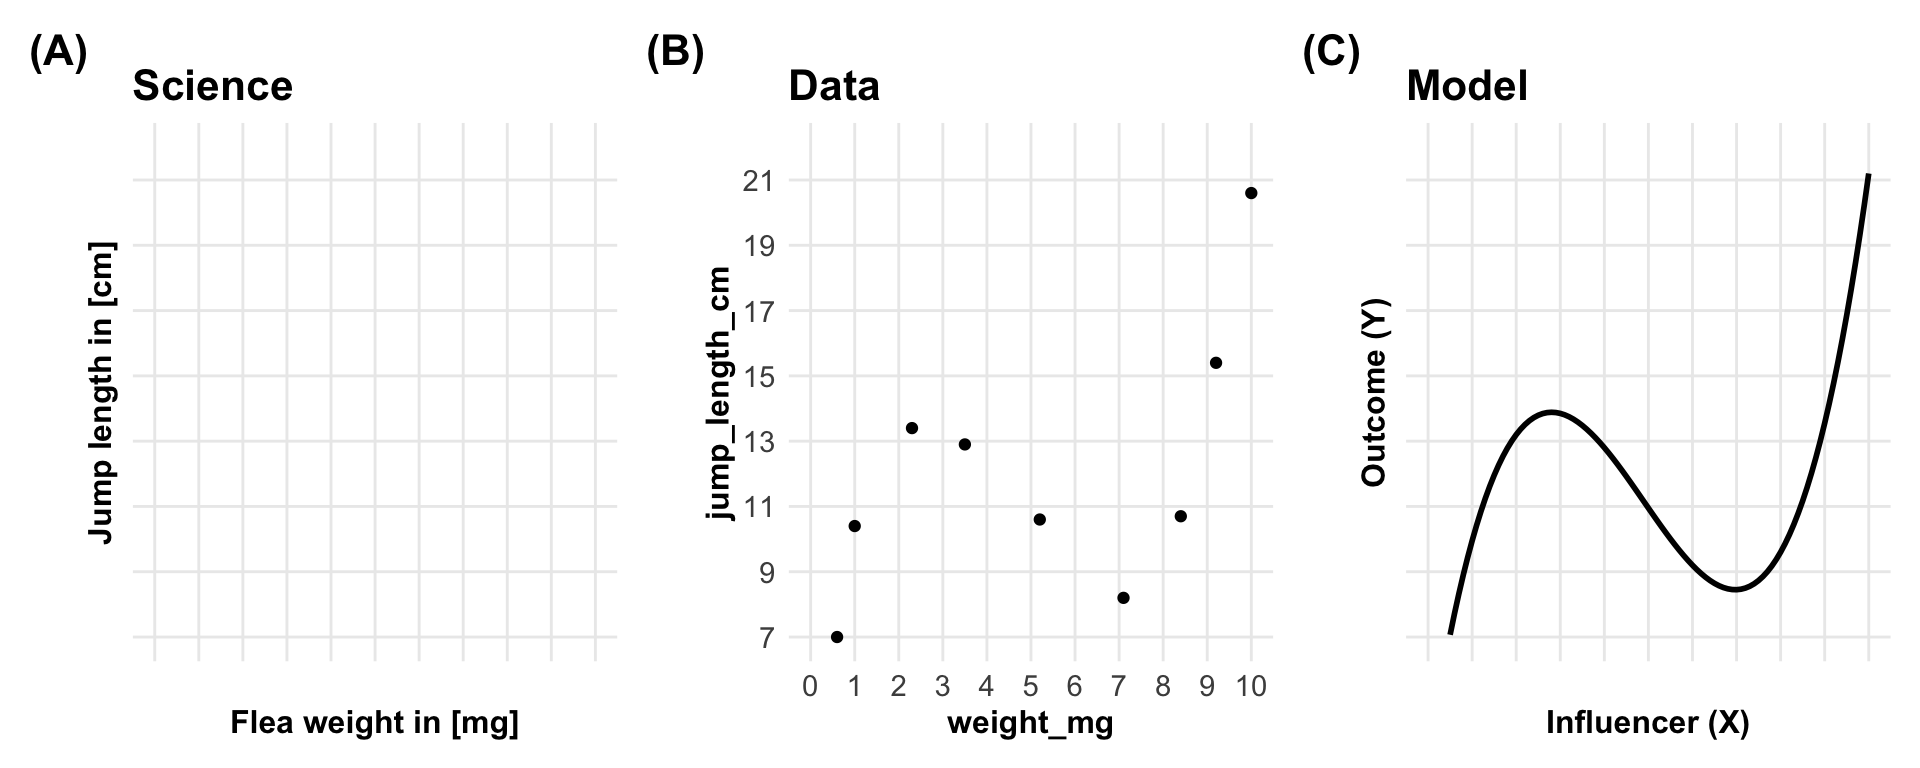 (A)
Science
Jump length in [cm]
Flea weight in [mg]
(B)
Data
jump_length_cm
21
19
17
15
13
11
9
7
0 1 2 3 4 5 6 7 8 9 10
weight_mg
(C)
Model
Outcome (Y)
Influencer (X)